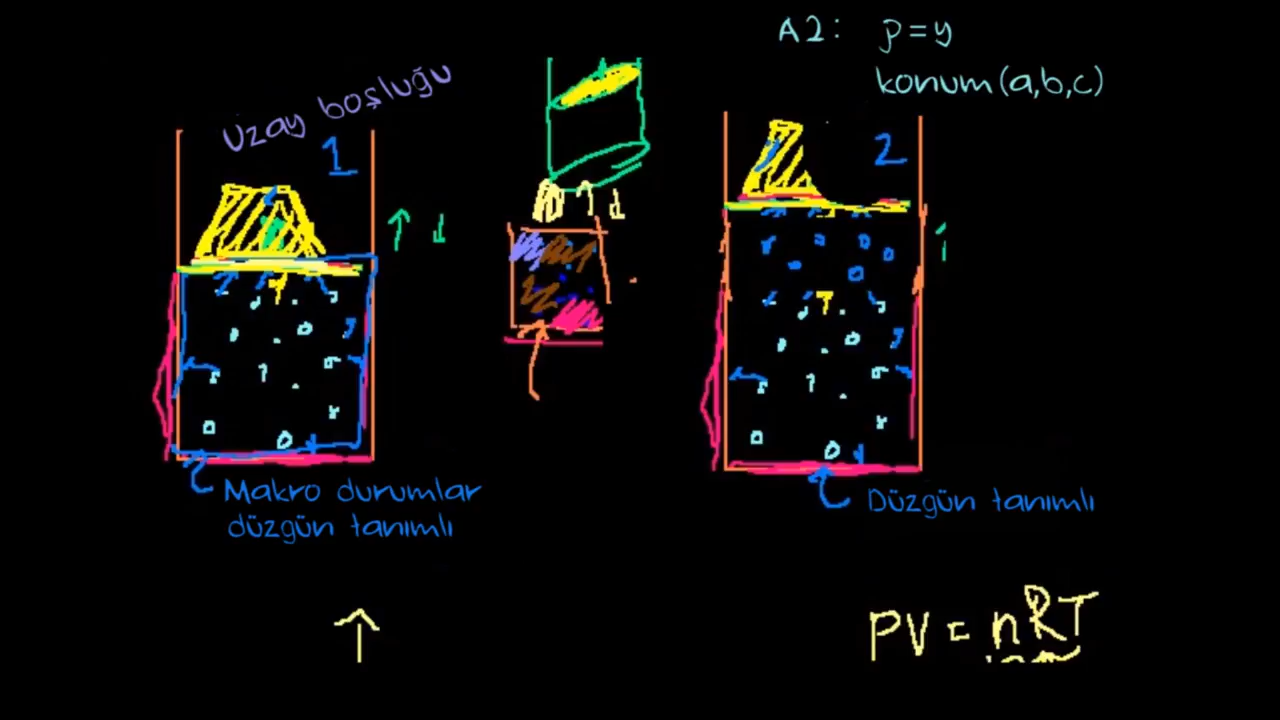 A2: p=y
konum(a,b,c)
Uzay boşluğu
1
2
Makro durumlar
düzgün tanımlı
Düzgün tanımlı
PV = nRT